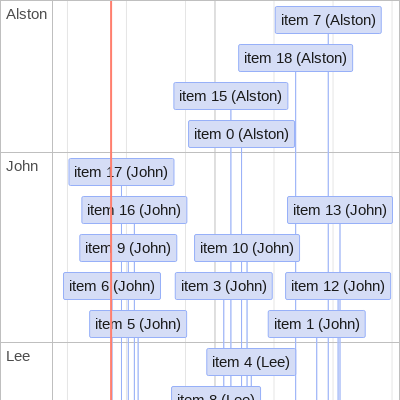 Alston
item 7 (Alston)
item 18 (Alston)
item 15 (Alston)
item 0 (Alston)
John
item 17 (John)
item 16 (John)
item 13 (John)
item 9 (John)
item 10 (John)
item 6 (John)
item 3 (John)
item 12 (John)
item 5 (John)
item 1 (John)
Lee
item 4 (Lee)
item 8 (Lee)